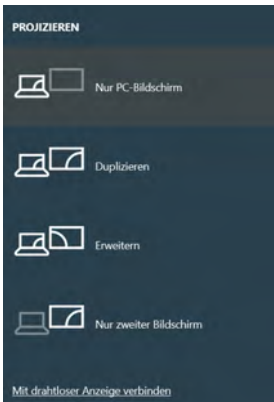 PROJIZIEREN
Nur PC-Bildschirm
Duplizieren
Erweitern
Nur zweiter Bildschirm
Mit drahtloser Anzeige verbinden